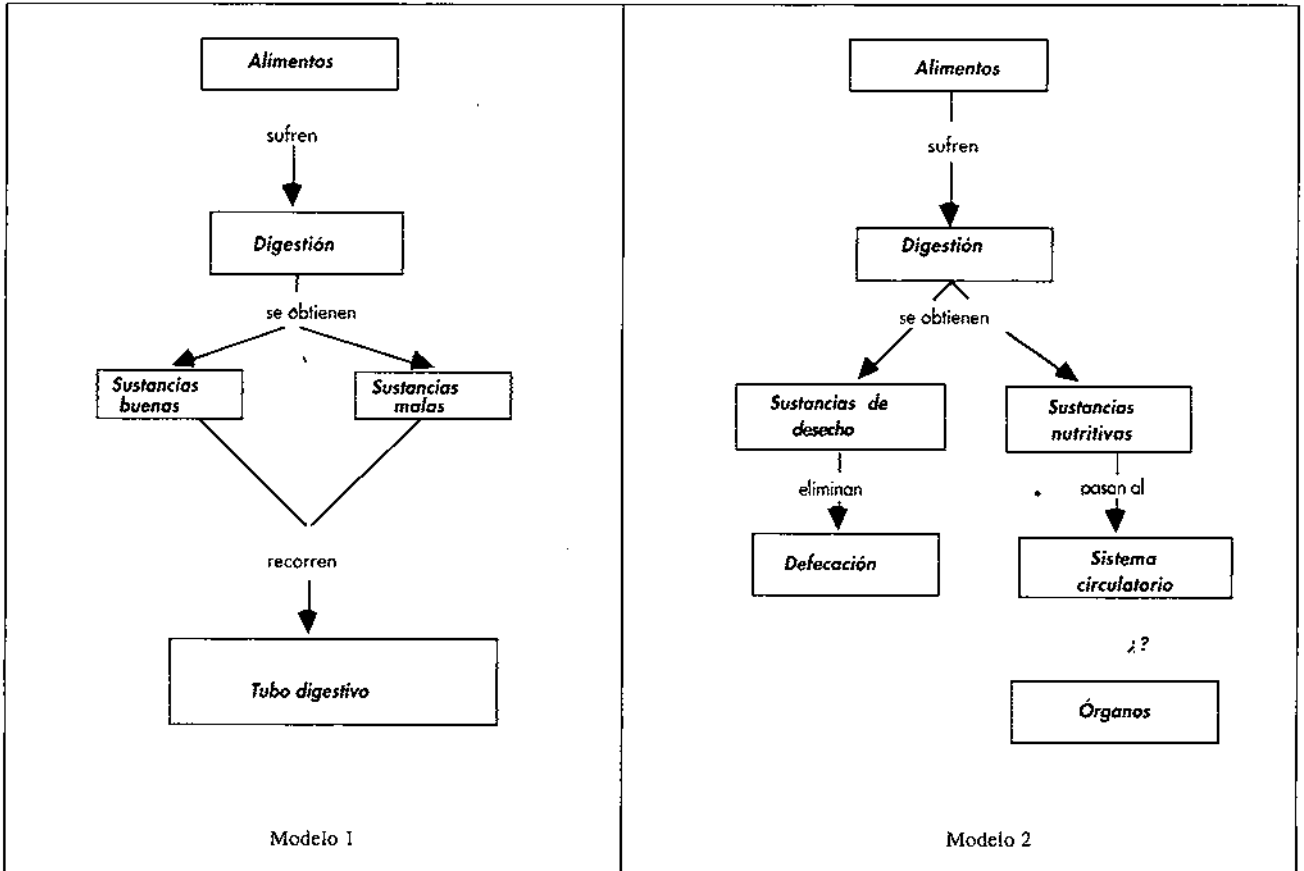 Alimentos
sufren
Digestión
se obtienen
Sustancias
buenas
Sustancias
malas
recorren
Tubo digestivo
Modelo 1
Alimentos
sufren
Digestión
se obtienen
Sustancias de
desecho
Sustancias
nutritivas
eliminan
pasan al
Defecación
Sistema
circulatorio
¿?
Órganos
Modelo 2